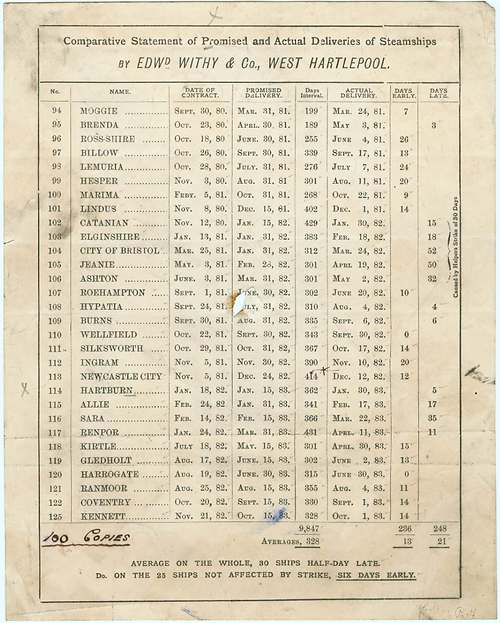 Comparative Statement of Promised and Actual Deliveries of Steamships
BY EDWD WITHY & Co., WEST HARTLEPOOL.
No. NAME. DATE OF CONTRACT. PROMISED DELIVERY. Days Interval. ACTUAL DELIVERY. DAYS EARLY. DAYS LATE.
94 MOGGIE SEPT. 30, 80. MAR. 31, 81. 199 MAR. 24, 81. 7
95 BRENDA OCT. 23, 80. APRL. 30, 81. 189 MAY 3, 81. 3
96 ROSS-SHIRE OCT. 18, 80 JUNE. 30, 81. 255 JUNE 4, 81. 26
97 BILLOW OCT. 26, 80. SEPT. 30, 81. 339 SEPT. 17, 81. 13
98 LEMURIA OCT. 28, 80. JULY. 31, 81. 276 JULY 7, 81. 24
99 HESPER NOV. 3, 80. AUG. 31, 81 301 AUG. 11, 81. 20
100 MARIMA FEBY. 5, 81. OCT. 31, 81. 268 OCT. 22, 81. 9
101 LINDUS NOV. 8, 80. DEC. 15, 81. 402 DEC. 1, 81. 14
102 CATANIAN NOV. 12, 80. JAN. 15, 82. 429 JAN. 30, 82. 15
103 ELGINSHIRE JAN. 13, 81. JAN. 31, 82. 383 FEB. 18, 82. 18
104 CITY OF BRISTOL MAR. 25, 81. JAN. 31, 82. 312 MAR. 24, 82. 52
105 JEANIE MAY. 3, 81. FEB. 28, 82. 301 APRL 19, 82. 50
106 ASHTON JUNE. 3, 81. MAR. 31, 82. 301 MAY 2, 82. 32
Caused by Helpers Strike of 30 Days
107 ROEHAMPTON SEPT. 1, 81. JUNE. 30, 82. 302 JUNE 20, 82. 10
108 HYPATIA SEPT. 24, 81. JULY, 31, 82. 310 AUG. 4, 82. 4
109 BURNS SEPT. 30, 81. AUG. 31, 82. 335 SEPT. 6, 82. 6
110 WELLFIELD OCT. 22, 81. SEPT. 30, 82. 343 SEPT. 30, 82. 0
111 SILKSWORTH OCT. 29, 81. OCT. 31, 82, 367 OCT. 17, 82. 14
112 INGRAM NOV. 5, 81. NOV. 30, 82. 390 NOV. 10, 82. 20
113 NEWCASTLE CITY NOV. 5, 81. DEC. 24, 82. 414 DEC. 12, 82. 12
114 HARTBURN JAN. 18, 82. JAN. 15, 83. 362 JAN. 30, 83. 5
115 ALLIE FEB. 24, 82 JAN. 31, 83. 341 FEB. 17, 83. 17
116 SARA FEB. 14, 82. FEB. 15, 83. 366 MAR. 22, 83. 35
117 RENFOR JAN. 24, 82. MAR. 31, 83. 431 APRIL. 11, 83. 11
118 KIRTLE JULY 18, 82. MAY. 15, 83. 301 APRL. 30, 83. 15
119 GLEDHOLT AUG. 17, 82. JUNE. 15, 83. 302 JUNE 2, 83. 13
120 HARROGATE AUG. 19, 82. JUNE. 30, 83. 315 JUNE 30, 83. 0
121 RANMOOR AUG. 25, 82. AUG. 15, 83. 355 AUG. 4, 83. 11
122 COVENTRY OCT. 20, 82. SEPT. 15, 83. 330 SEPT. 1, 83. 14
125 KENNETT NOV. 21, 82. OCT. 15, 83. 328 OCT. 1, 83. 14
9,847 236 248
100 COPIES AVERAGES, 328 13 21
AVERAGE ON THE WHOLE, 30 SHIPS HALF-DAY LATE.
Do. ON THE 25 SHIPS NOT AFFECTED BY STRIKE, SIX DAYS EARLY.